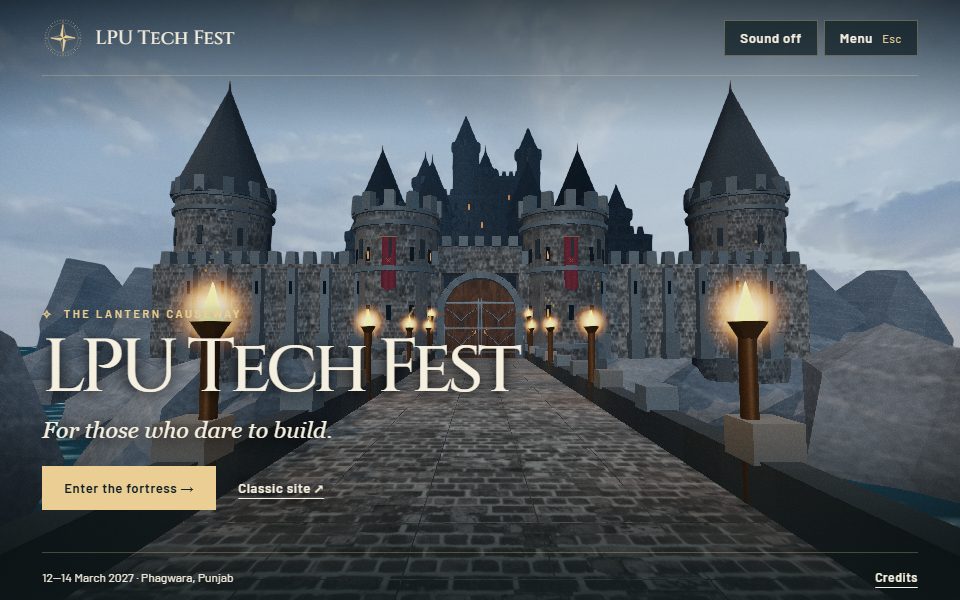 LPU Tech Fest
Sound off
Menu Esc
THE LANTERN CAUSEWAY
LPU Tech Fest
For those who dare to build.
Enter the fortress →
Classic site ↗
12–14 March 2027 · Phagwara, Punjab
Credits